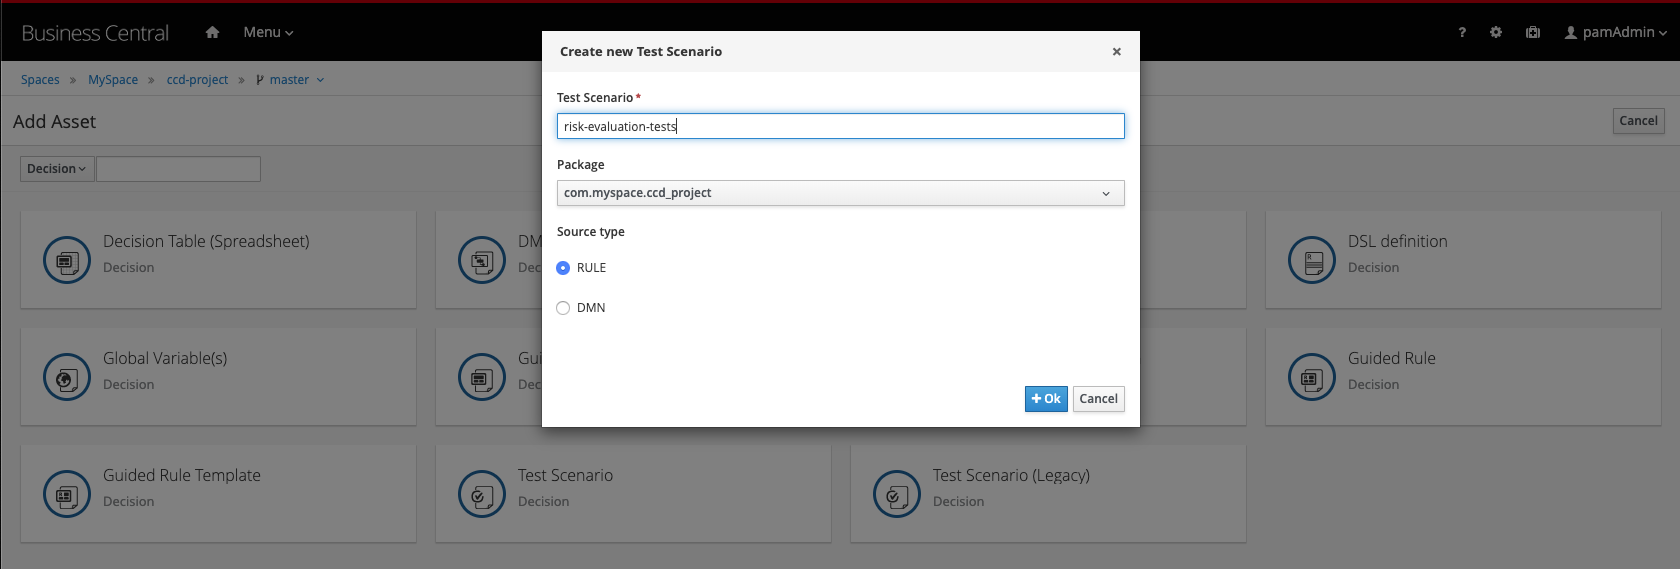 Business Central
Menu
?
pamAdmin
Spaces » MySpace » ccd-project » master
Add Asset
Cancel
Decision
Create new Test Scenario
×
Test Scenario *
risk-evaluation-tests
Package
com.myspace.ccd_project
Source type
RULE
DMN
+ Ok
Cancel
Decision Table (Spreadsheet)
Decision
DM
Dec
DSL definition
Decision
Global Variable(s)
Decision
Gui
Dec
Guided Rule
Decision
Guided Rule Template
Decision
Test Scenario
Decision
Test Scenario (Legacy)
Decision